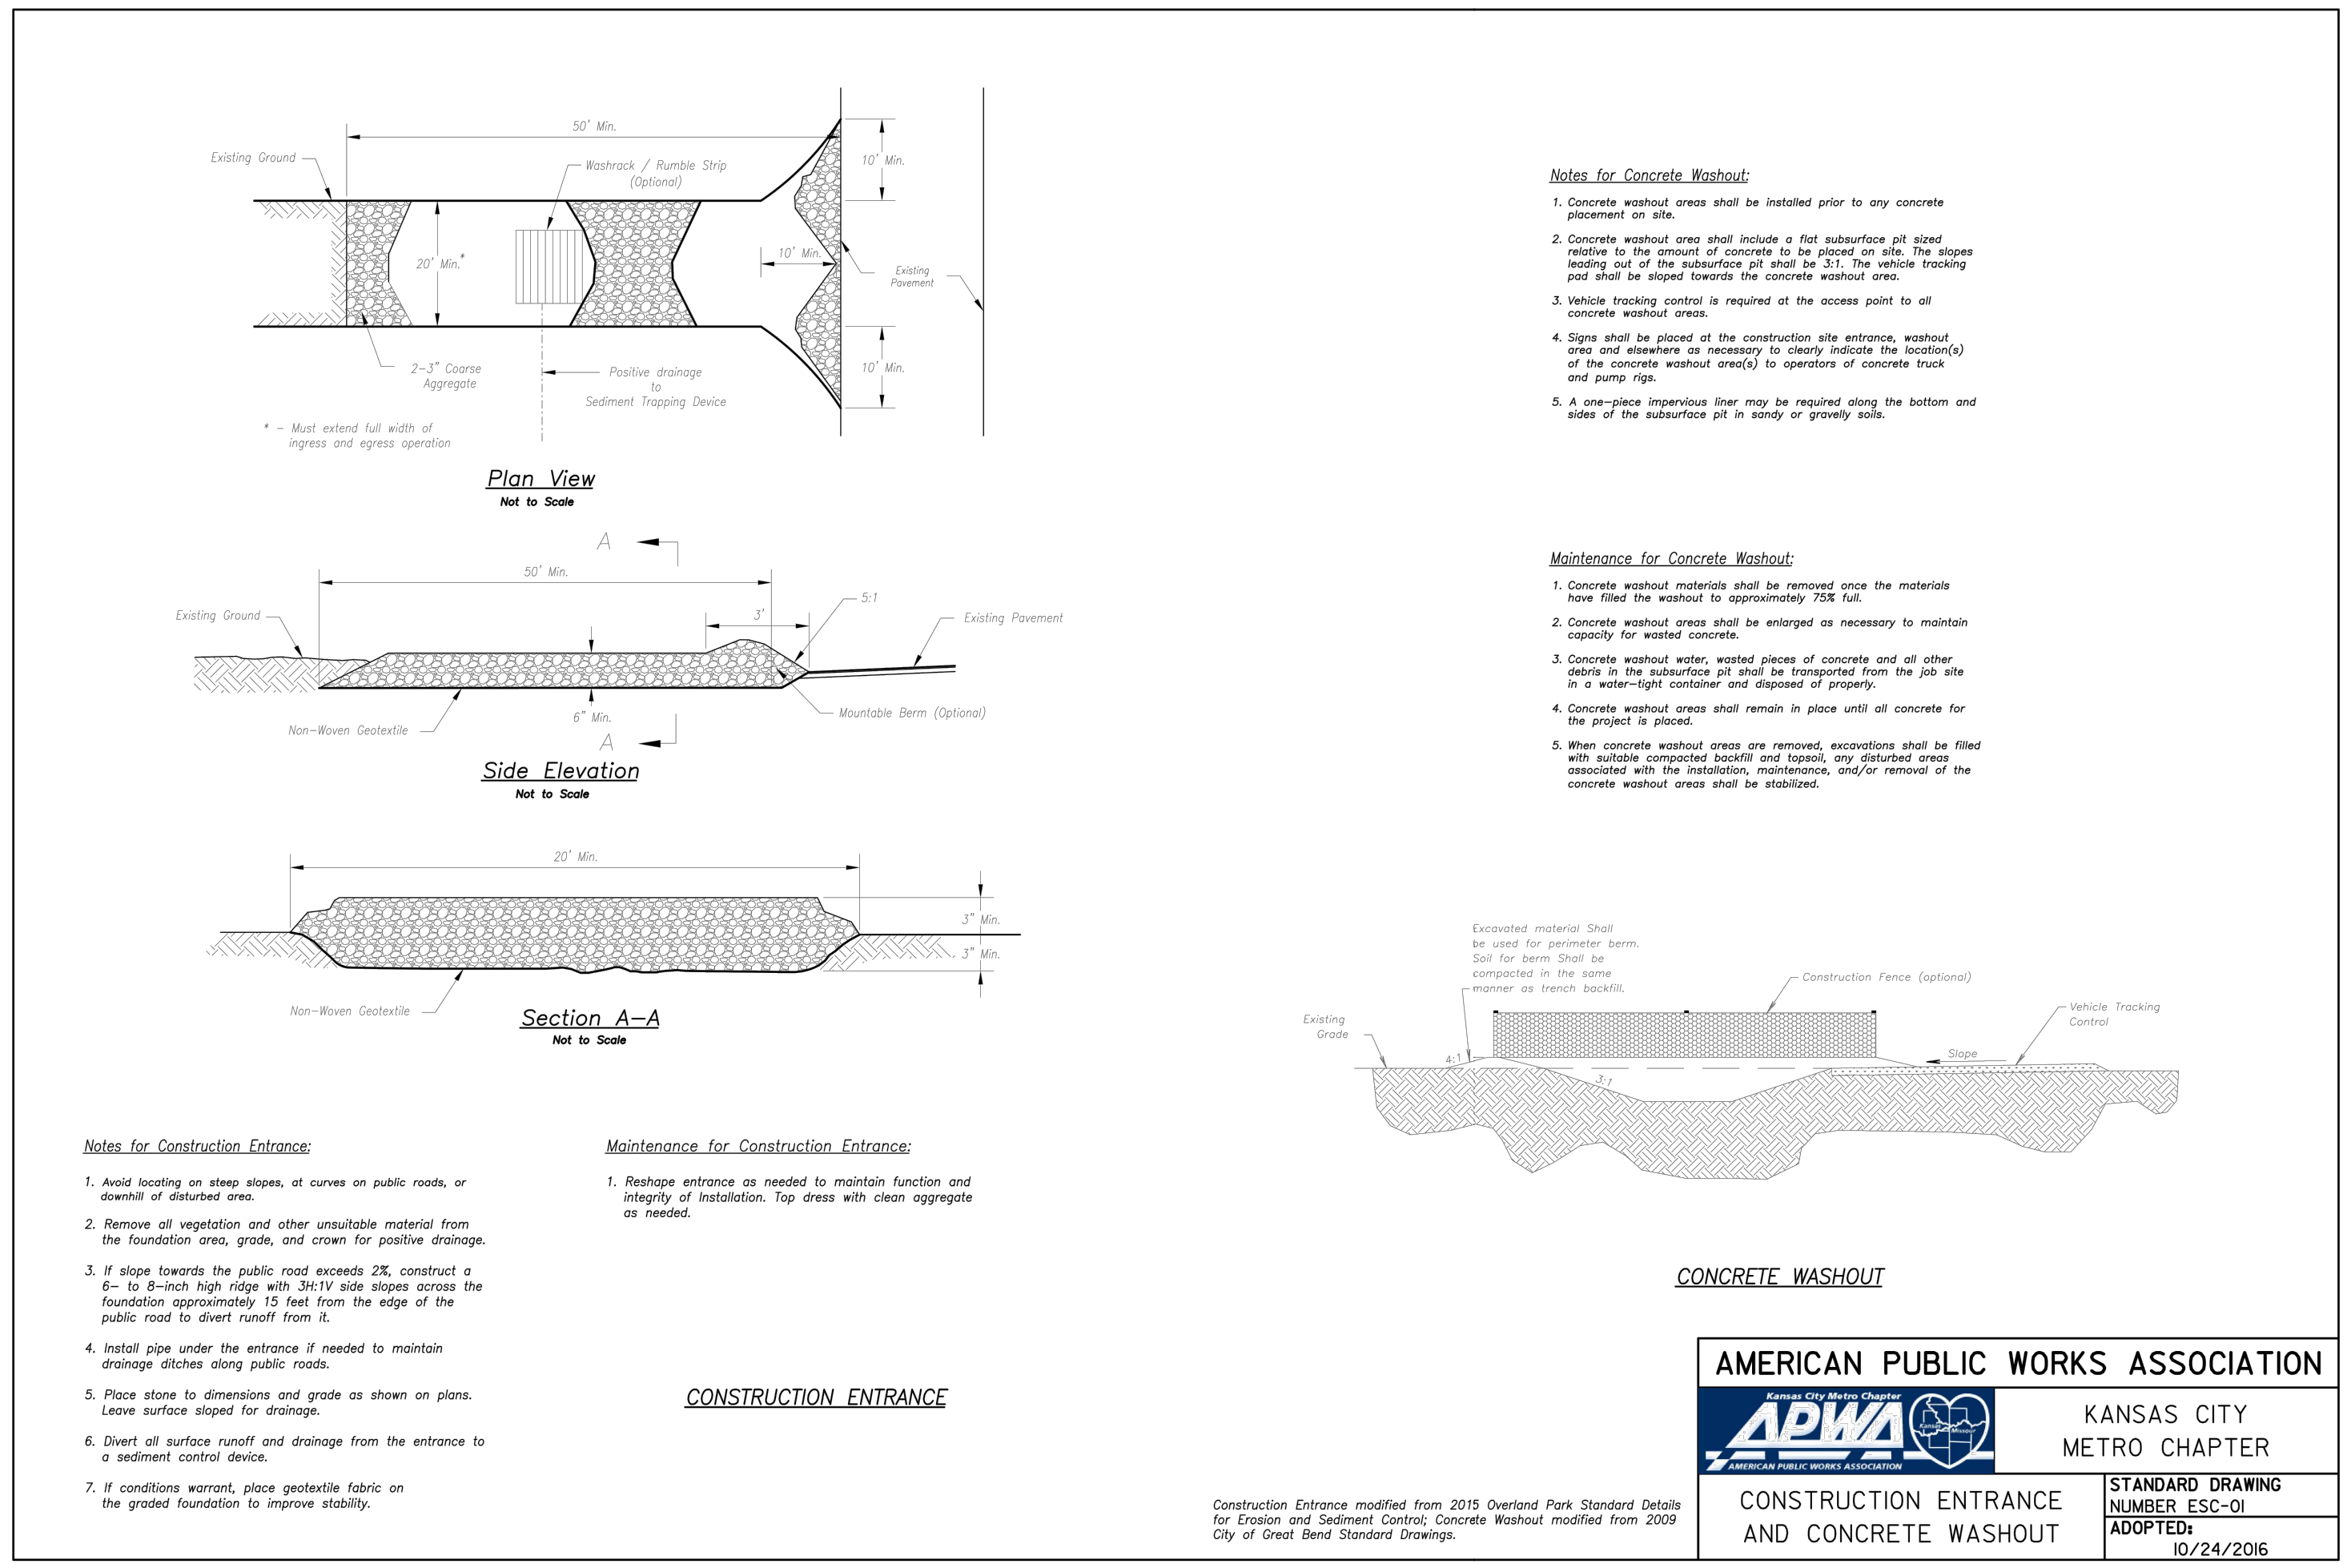 50' Min.
Existing Ground
Washrack / Rumble Strip
(Optional)
10' Min.
20' Min.*
10' Min.
Existing
Pavement
10' Min.
2-3" Coarse
Aggregate
Positive drainage
to
Sediment Trapping Device
* - Must extend full width of
ingress and egress operation
Plan View
Not to Scale
A
50' Min.
5:1
3'
Existing Ground
Existing Pavement
6" Min.
Mountable Berm (Optional)
Non-Woven Geotextile
A
Side Elevation
Not to Scale
20' Min.
3" Min.
3" Min.
Non-Woven Geotextile
Section A-A
Not to Scale
Notes for Construction Entrance:
1. Avoid locating on steep slopes, at curves on public roads, or
downhill of disturbed area.
2. Remove all vegetation and other unsuitable material from
the foundation area, grade, and crown for positive drainage.
3. If slope towards the public road exceeds 2%, construct a
6- to 8-inch high ridge with 3H:1V side slopes across the
foundation approximately 15 feet from the edge of the
public road to divert runoff from it.
4. Install pipe under the entrance if needed to maintain
drainage ditches along public roads.
5. Place stone to dimensions and grade as shown on plans.
Leave surface sloped for drainage.
6. Divert all surface runoff and drainage from the entrance to
a sediment control device.
7. If conditions warrant, place geotextile fabric on
the graded foundation to improve stability.
Maintenance for Construction Entrance:
1. Reshape entrance as needed to maintain function and
integrity of Installation. Top dress with clean aggregate
as needed.
CONSTRUCTION ENTRANCE
Notes for Concrete Washout:
1. Concrete washout areas shall be installed prior to any concrete
placement on site.
2. Concrete washout area shall include a flat subsurface pit sized
relative to the amount of concrete to be placed on site. The slopes
leading out of the subsurface pit shall be 3:1. The vehicle tracking
pad shall be sloped towards the concrete washout area.
3. Vehicle tracking control is required at the access point to all
concrete washout areas.
4. Signs shall be placed at the construction site entrance, washout
area and elsewhere as necessary to clearly indicate the location(s)
of the concrete washout area(s) to operators of concrete truck
and pump rigs.
5. A one-piece impervious liner may be required along the bottom and
sides of the subsurface pit in sandy or gravelly soils.
Maintenance for Concrete Washout:
1. Concrete washout materials shall be removed once the materials
have filled the washout to approximately 75% full.
2. Concrete washout areas shall be enlarged as necessary to maintain
capacity for wasted concrete.
3. Concrete washout water, wasted pieces of concrete and all other
debris in the subsurface pit shall be transported from the job site
in a water-tight container and disposed of properly.
4. Concrete washout areas shall remain in place until all concrete for
the project is placed.
5. When concrete washout areas are removed, excavations shall be filled
with suitable compacted backfill and topsoil, any disturbed areas
associated with the installation, maintenance, and/or removal of the
concrete washout areas shall be stabilized.
Excavated material Shall
be used for perimeter berm.
Soil for berm Shall be
compacted in the same
manner as trench backfill.
Construction Fence (optional)
Existing
Grade
Vehicle Tracking
Control
4:1
Slope
3:1
CONCRETE WASHOUT
Construction Entrance modified from 2015 Overland Park Standard Details
for Erosion and Sediment Control; Concrete Washout modified from 2009
City of Great Bend Standard Drawings.
AMERICAN PUBLIC WORKS ASSOCIATION
Kansas City Metro Chapter
APWA
Kansas
Missouri
AMERICAN PUBLIC WORKS ASSOCIATION
KANSAS CITY
METRO CHAPTER
CONSTRUCTION ENTRANCE
AND CONCRETE WASHOUT
STANDARD DRAWING
NUMBER ESC-01
ADOPTED:
10/24/2016